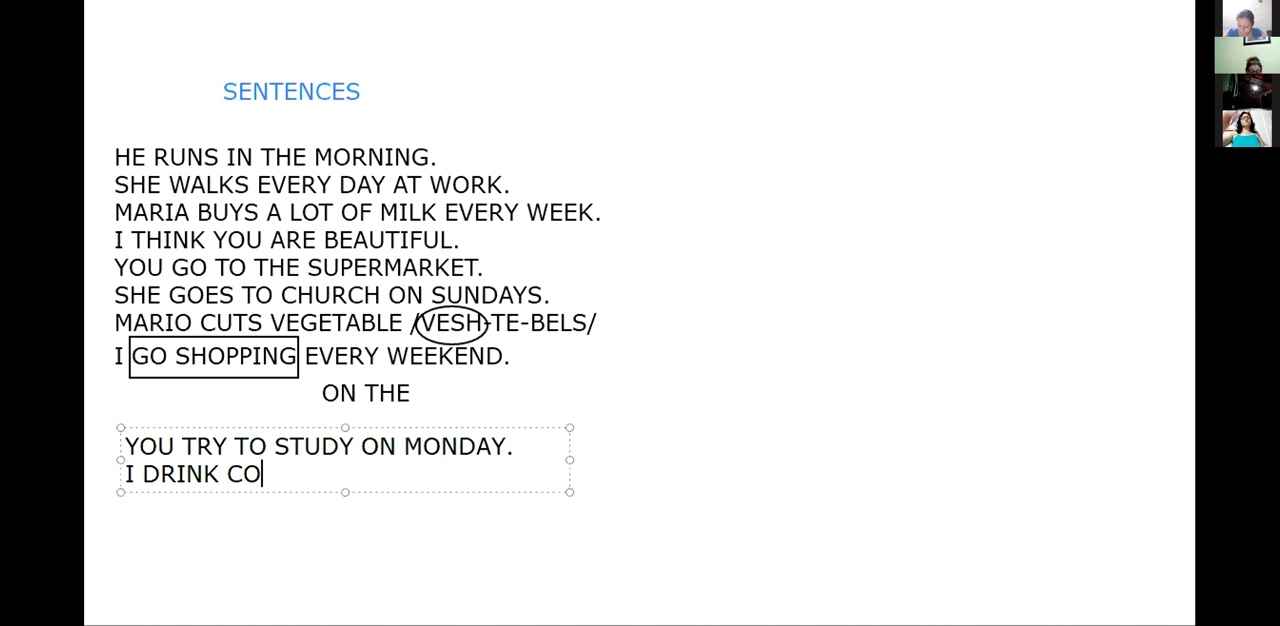 SENTENCES
HE RUNS IN THE MORNING.
SHE WALKS EVERY DAY AT WORK.
MARIA BUYS A LOT OF MILK EVERY WEEK.
I THINK YOU ARE BEAUTIFUL.
YOU GO TO THE SUPERMARKET.
SHE GOES TO CHURCH ON SUNDAYS.
MARIO CUTS VEGETABLE /VESH-TE-BELS/
I GO SHOPPING EVERY WEEKEND.
ON THE
YOU TRY TO STUDY ON MONDAY.
I DRINK CO